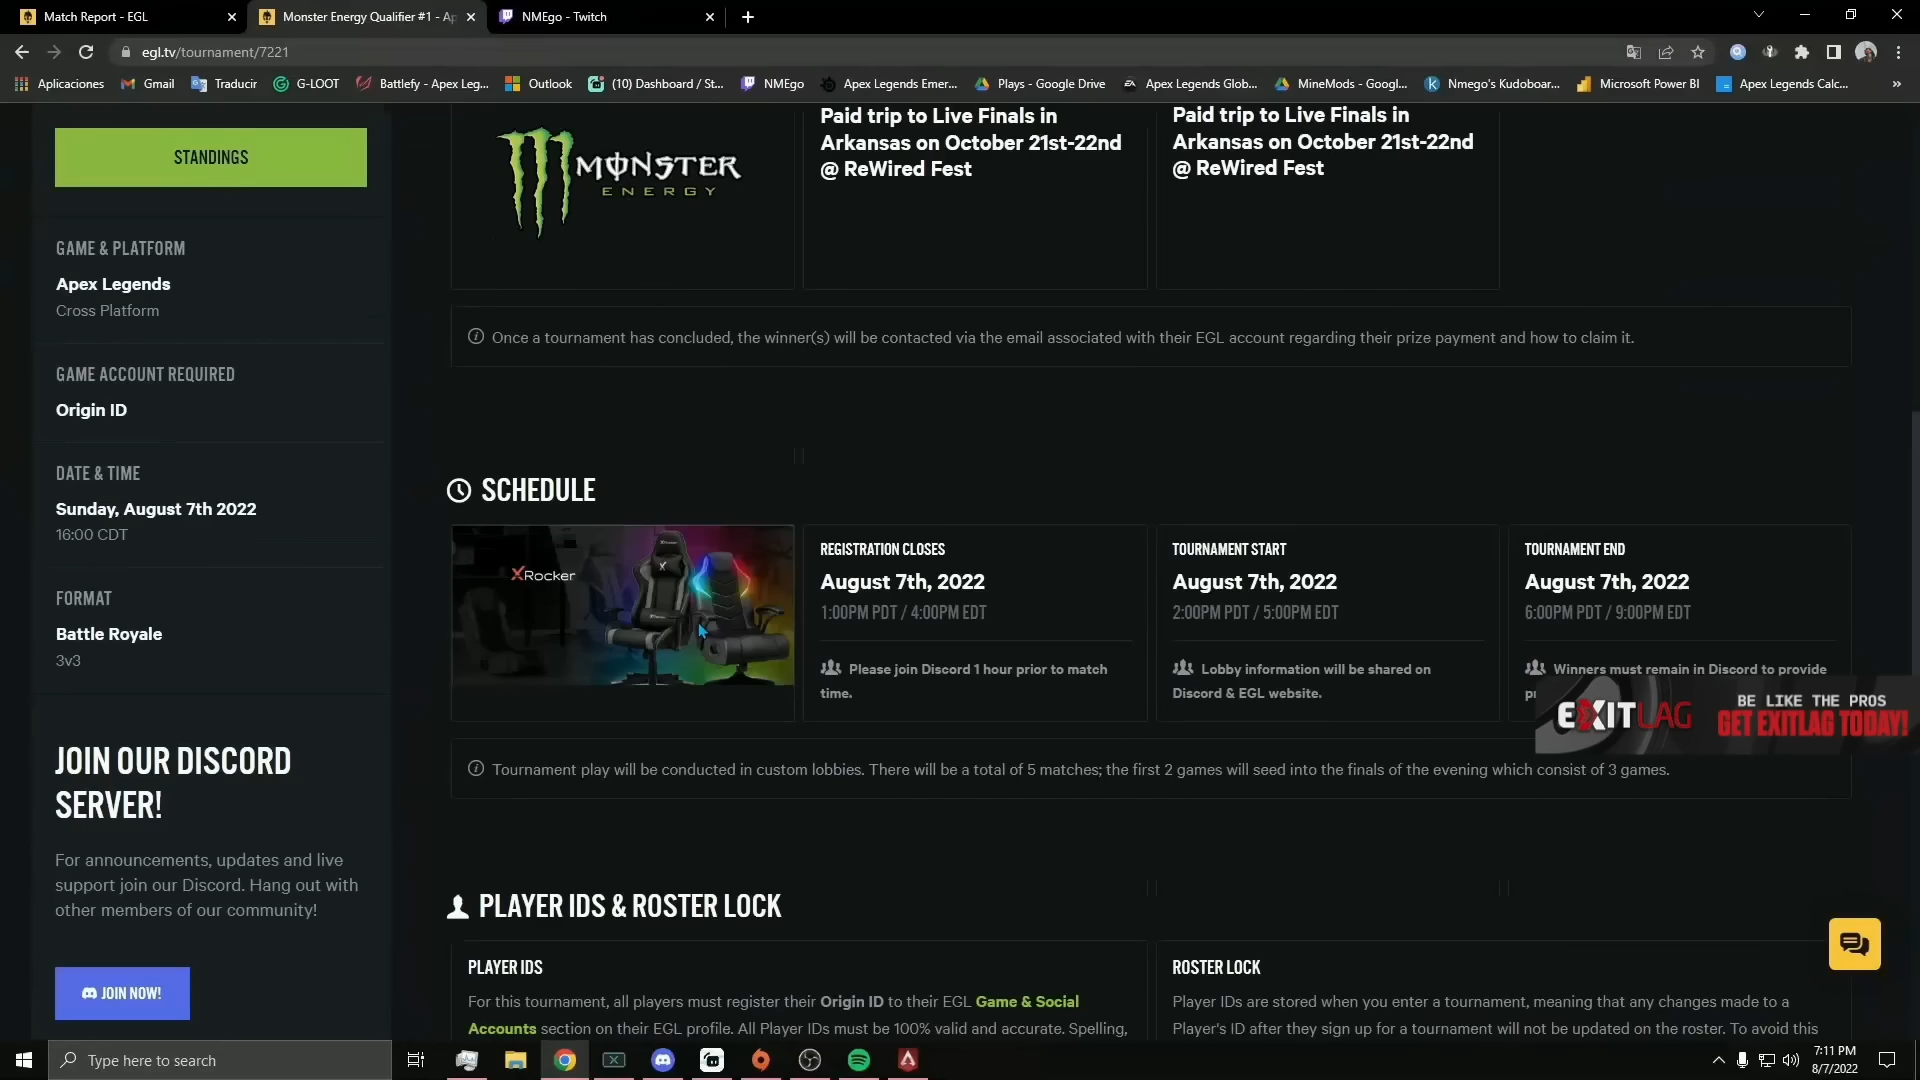 Match Report - EGL
Monster Energy Qualifier #1 - Ap
NMEgo - Twitch
egl.tv/tournament/7221
Aplicaciones
Gmail
Traducir
G-LOOT
Battlefy - Apex Leg...
Outlook
(10) Dashboard / St...
NMEgo
Apex Legends Emer...
Plays - Google Drive
Apex Legends Glob...
MineMods - Googl...
Nmego's Kudoboar...
Microsoft Power BI
Apex Legends Calc...
»
STANDINGS
GAME & PLATFORM
Apex Legends
Cross Platform
GAME ACCOUNT REQUIRED
Origin ID
DATE & TIME
Sunday, August 7th 2022
16:00 CDT
FORMAT
Battle Royale
3v3
JOIN OUR DISCORD
SERVER!
For announcements, updates and live
support join our Discord. Hang out with
other members of our community!
JOIN NOW!
MONSTER
ENERGY
Paid trip to Live Finals in
Arkansas on October 21st-22nd
@ ReWired Fest
Paid trip to Live Finals in
Arkansas on October 21st-22nd
@ ReWired Fest
Once a tournament has concluded, the winner(s) will be contacted via the email associated with their EGL account regarding their prize payment and how to claim it.
SCHEDULE
XRocker
REGISTRATION CLOSES
August 7th, 2022
1:00PM PDT / 4:00PM EDT
Please join Discord 1 hour prior to match
time.
TOURNAMENT START
August 7th, 2022
2:00PM PDT / 5:00PM EDT
Lobby information will be shared on
Discord & EGL website.
TOURNAMENT END
August 7th, 2022
6:00PM PDT / 9:00PM EDT
Winners must remain in Discord to provide
EXITLAG
BE LIKE THE PROS
GET EXITLAG TODAY!
Tournament play will be conducted in custom lobbies. There will be a total of 5 matches; the first 2 games will seed into the finals of the evening which consist of 3 games.
PLAYER IDS & ROSTER LOCK
PLAYER IDS
For this tournament, all players must register their Origin ID to their EGL Game & Social
Accounts section on their EGL profile. All Player IDs must be 100% valid and accurate. Spelling,
ROSTER LOCK
Player IDs are stored when you enter a tournament, meaning that any changes made to a
Player's ID after they sign up for a tournament will not be updated on the roster. To avoid this
Type here to search
7:11 PM
8/7/2022